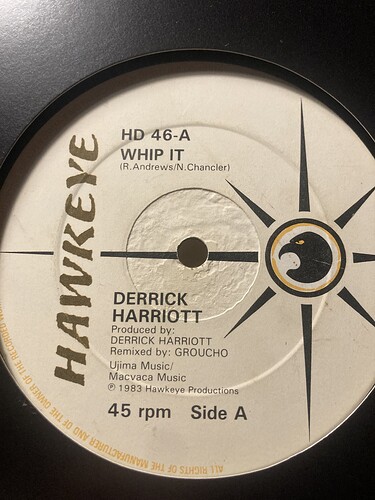 HAWKEYE
HD 46-A
WHIP IT
(R.Andrews/N.Chancler)
DERRICK
HARRIOTT
Produced by:
DERRICK HARRIOTT
Remixed by: GROUCHO
Ujima Music/
Macvaca Music
℗ 1983 Hawkeye Productions
45 rpm Side A
ALL RIGHTS OF THE MANUFACTURER AND OF THE OWNER OF THE RECORDED